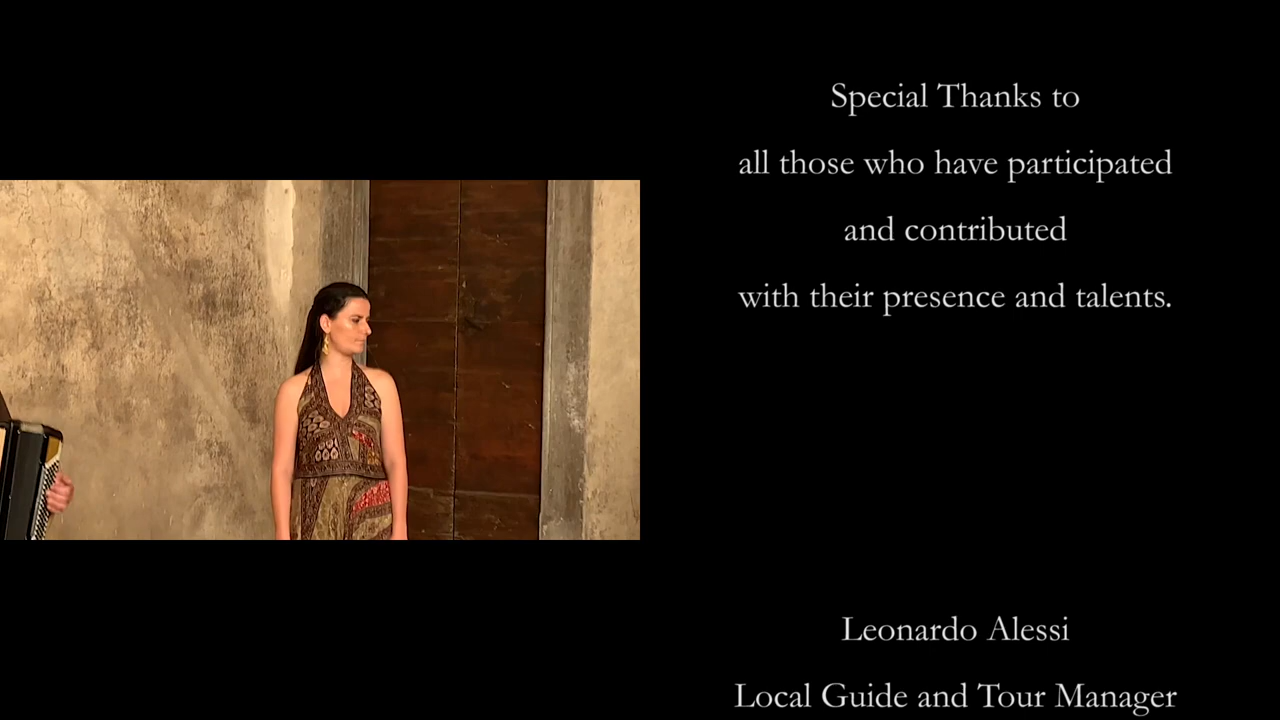 Special Thanks to
all those who have participated
and contributed
with their presence and talents.
Leonardo Alessi
Local Guide and Tour Manager